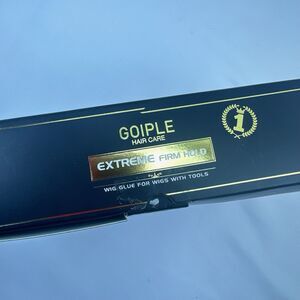 GOIPLE
HAIR CARE
1
EXTREME FIRM HOLD
WIG GLUE FOR WIGS WITH TOOLS